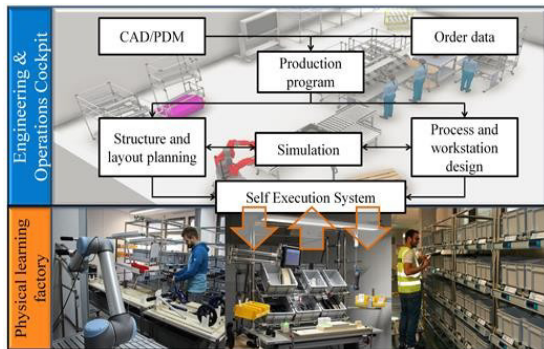 Engineering &
Operations Cockpit
CAD/PDM
Order data
Production
program
Structure and
layout planning
Simulation
Process and
workstation
design
Self Execution System
Physical learning
factory